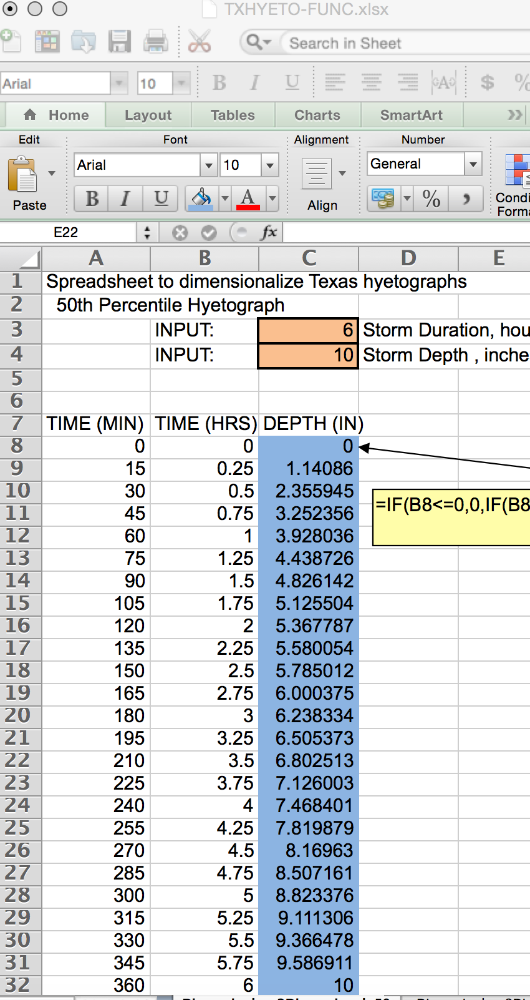 TXHYETO-FUNC.xlsx
Search in Sheet
Arial 10 B I U A $ %
Home Layout Tables Charts SmartArt
Edit Font Alignment Number
Arial 10 General
Paste B I U A Align % ,
Condi
Forma
E22 fx
A B C D E
1 Spreadsheet to dimensionalize Texas hyetographs
2 50th Percentile Hyetograph
3 INPUT: 6 Storm Duration, hou
4 INPUT: 10 Storm Depth , inche
5
6
7 TIME (MIN) TIME (HRS) DEPTH (IN)
8 0 0 0
9 15 0.25 1.14086
10 30 0.5 2.355945
=IF(B8<=0,0,IF(B8
11 45 0.75 3.252356
12 60 1 3.928036
13 75 1.25 4.438726
14 90 1.5 4.826142
15 105 1.75 5.125504
16 120 2 5.367787
17 135 2.25 5.580054
18 150 2.5 5.785012
19 165 2.75 6.000375
20 180 3 6.238334
21 195 3.25 6.505373
22 210 3.5 6.802513
23 225 3.75 7.126003
24 240 4 7.468401
25 255 4.25 7.819879
26 270 4.5 8.16963
27 285 4.75 8.507161
28 300 5 8.823376
29 315 5.25 9.111306
30 330 5.5 9.366478
31 345 5.75 9.586911
32 360 6 10